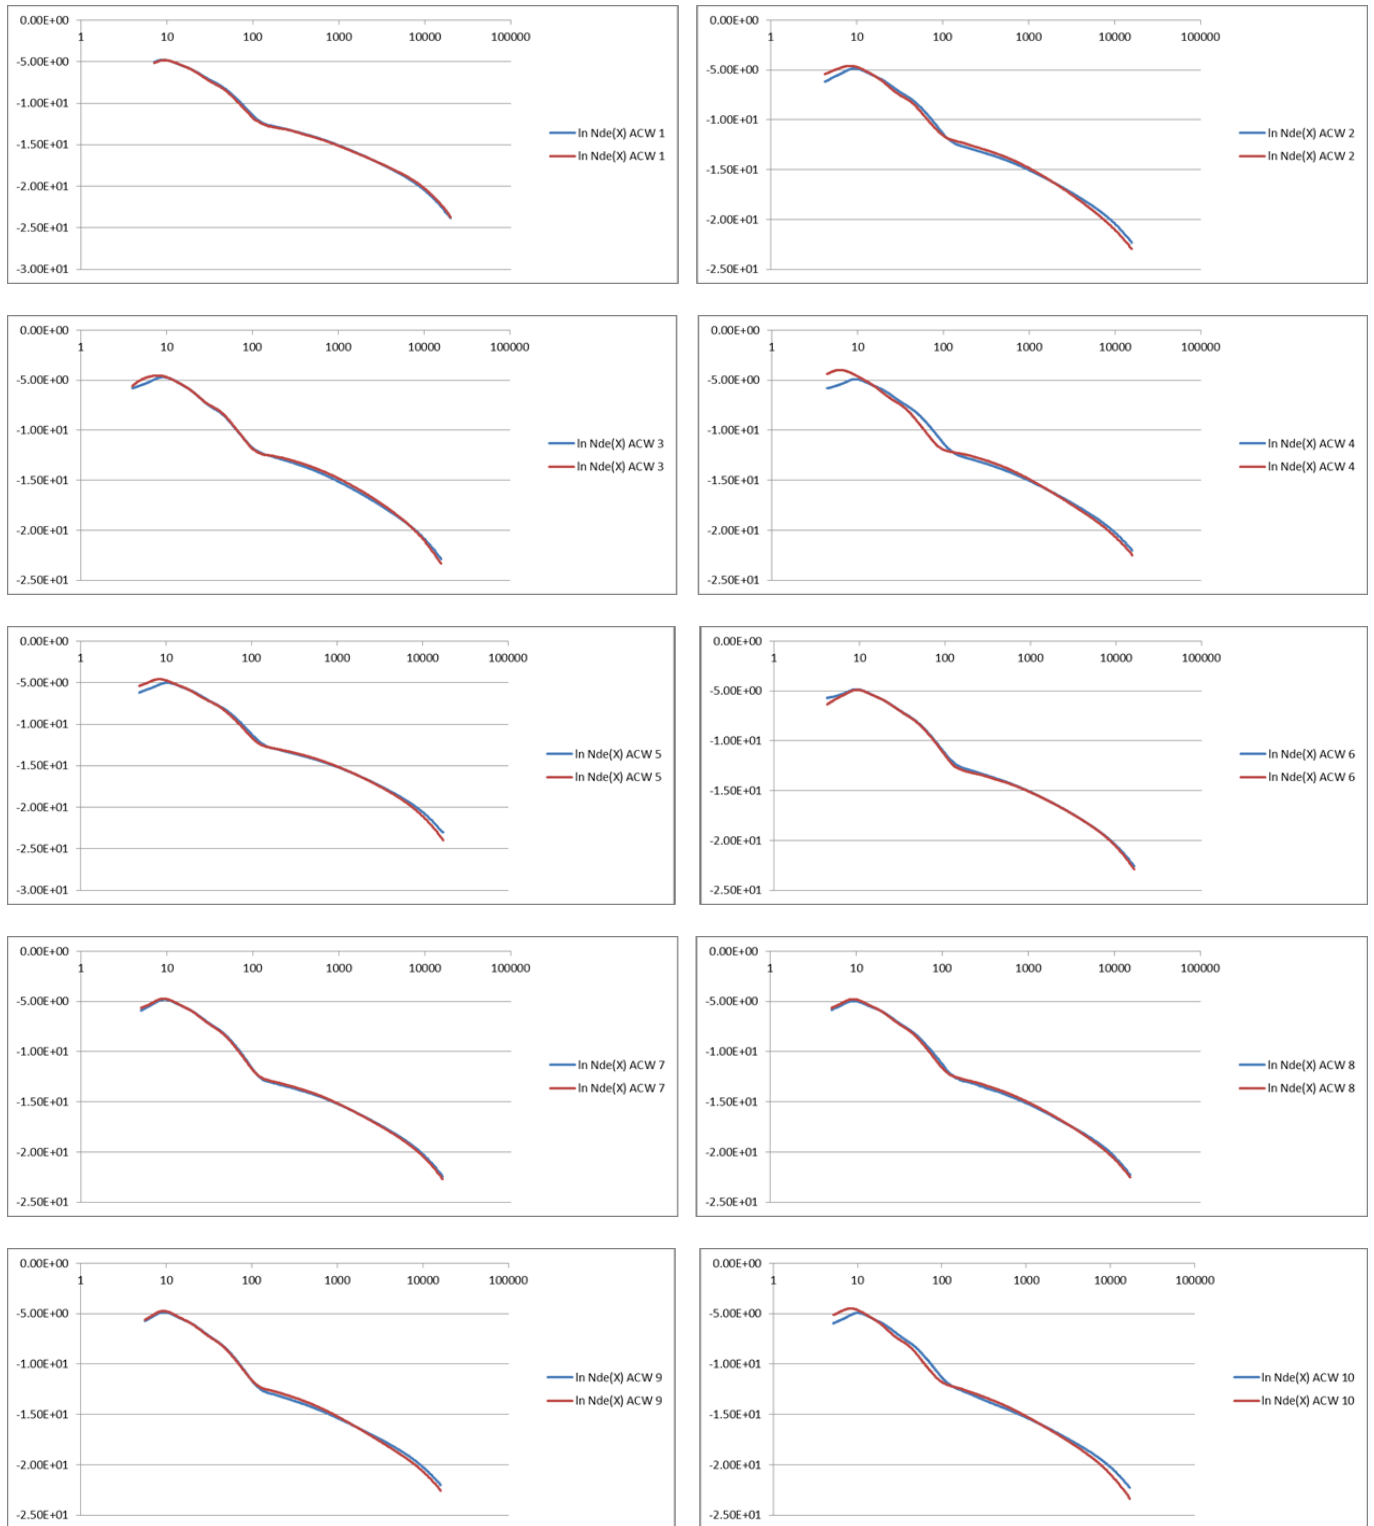 0.00E+00
1 10 100 1000 10000 100000
-5.00E+00
-1.00E+01
-1.50E+01
-2.00E+01
-2.50E+01
-3.00E+01
ln Nde(X) ACW 1
ln Nde(X) ACW 1
0.00E+00
1 10 100 1000 10000 100000
-5.00E+00
-1.00E+01
-1.50E+01
-2.00E+01
-2.50E+01
ln Nde(X) ACW 2
ln Nde(X) ACW 2
0.00E+00
1 10 100 1000 10000 100000
-5.00E+00
-1.00E+01
-1.50E+01
-2.00E+01
-2.50E+01
ln Nde(X) ACW 3
ln Nde(X) ACW 3
0.00E+00
1 10 100 1000 10000 100000
-5.00E+00
-1.00E+01
-1.50E+01
-2.00E+01
-2.50E+01
ln Nde(X) ACW 4
ln Nde(X) ACW 4
0.00E+00
1 10 100 1000 10000 100000
-5.00E+00
-1.00E+01
-1.50E+01
-2.00E+01
-2.50E+01
-3.00E+01
ln Nde(X) ACW 5
ln Nde(X) ACW 5
0.00E+00
1 10 100 1000 10000 100000
-5.00E+00
-1.00E+01
-1.50E+01
-2.00E+01
-2.50E+01
ln Nde(X) ACW 6
ln Nde(X) ACW 6
0.00E+00
1 10 100 1000 10000 100000
-5.00E+00
-1.00E+01
-1.50E+01
-2.00E+01
-2.50E+01
ln Nde(X) ACW 7
ln Nde(X) ACW 7
0.00E+00
1 10 100 1000 10000 100000
-5.00E+00
-1.00E+01
-1.50E+01
-2.00E+01
-2.50E+01
ln Nde(X) ACW 8
ln Nde(X) ACW 8
0.00E+00
1 10 100 1000 10000 100000
-5.00E+00
-1.00E+01
-1.50E+01
-2.00E+01
-2.50E+01
ln Nde(X) ACW 9
ln Nde(X) ACW 9
0.00E+00
1 10 100 1000 10000 100000
-5.00E+00
-1.00E+01
-1.50E+01
-2.00E+01
-2.50E+01
ln Nde(X) ACW 10
ln Nde(X) ACW 10